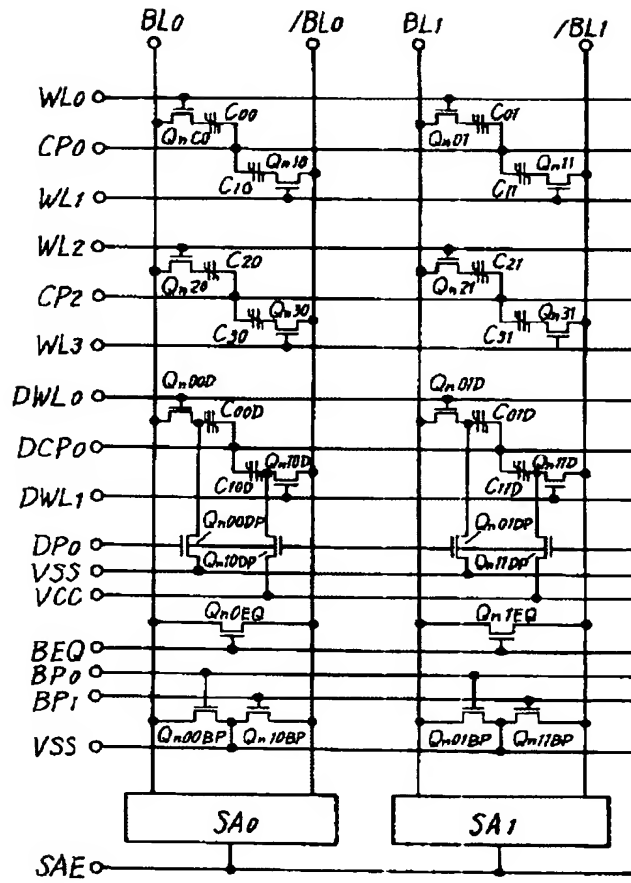 BL0 /BL0 BL1 /BL1
WL0
C00 C01
QnC0 Qn01
CP0
Qn10 Qn11
WL1
C10 C11
WL2
C20 C21
Qn20 Qn21
CP2
Qn30 Qn31
C30 C31
WL3
Qn00D Qn01D
DWL0
C00D C01D
DCP0
Qn10D Qn11D
C10D C11D
DWL1
Qn00DP Qn01DP
DP0
Qn10DP Qn11DP
VSS
VCC
Qn0EQ Qn1EQ
BEQ
BP0
BP1
Qn00BP Qn10BP Qn01BP Qn11BP
VSS
SA0 SA1
SAE